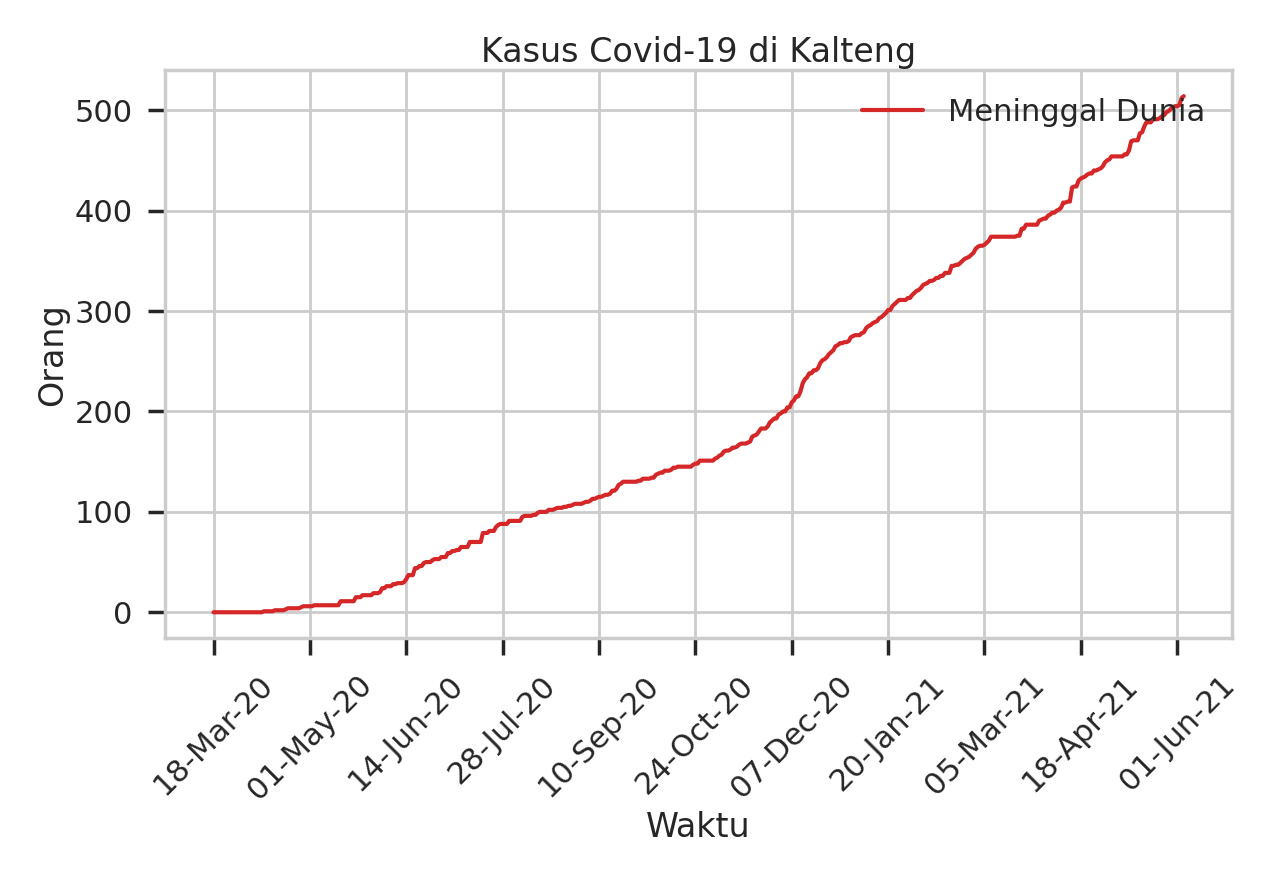 Kasus Covid-19 di Kalteng
Meninggal Dunia
500
400
300
200
100
0
Orang
18-Mar-20
01-May-20
14-Jun-20
28-Jul-20
10-Sep-20
24-Oct-20
07-Dec-20
20-Jan-21
05-Mar-21
18-Apr-21
01-Jun-21
Waktu